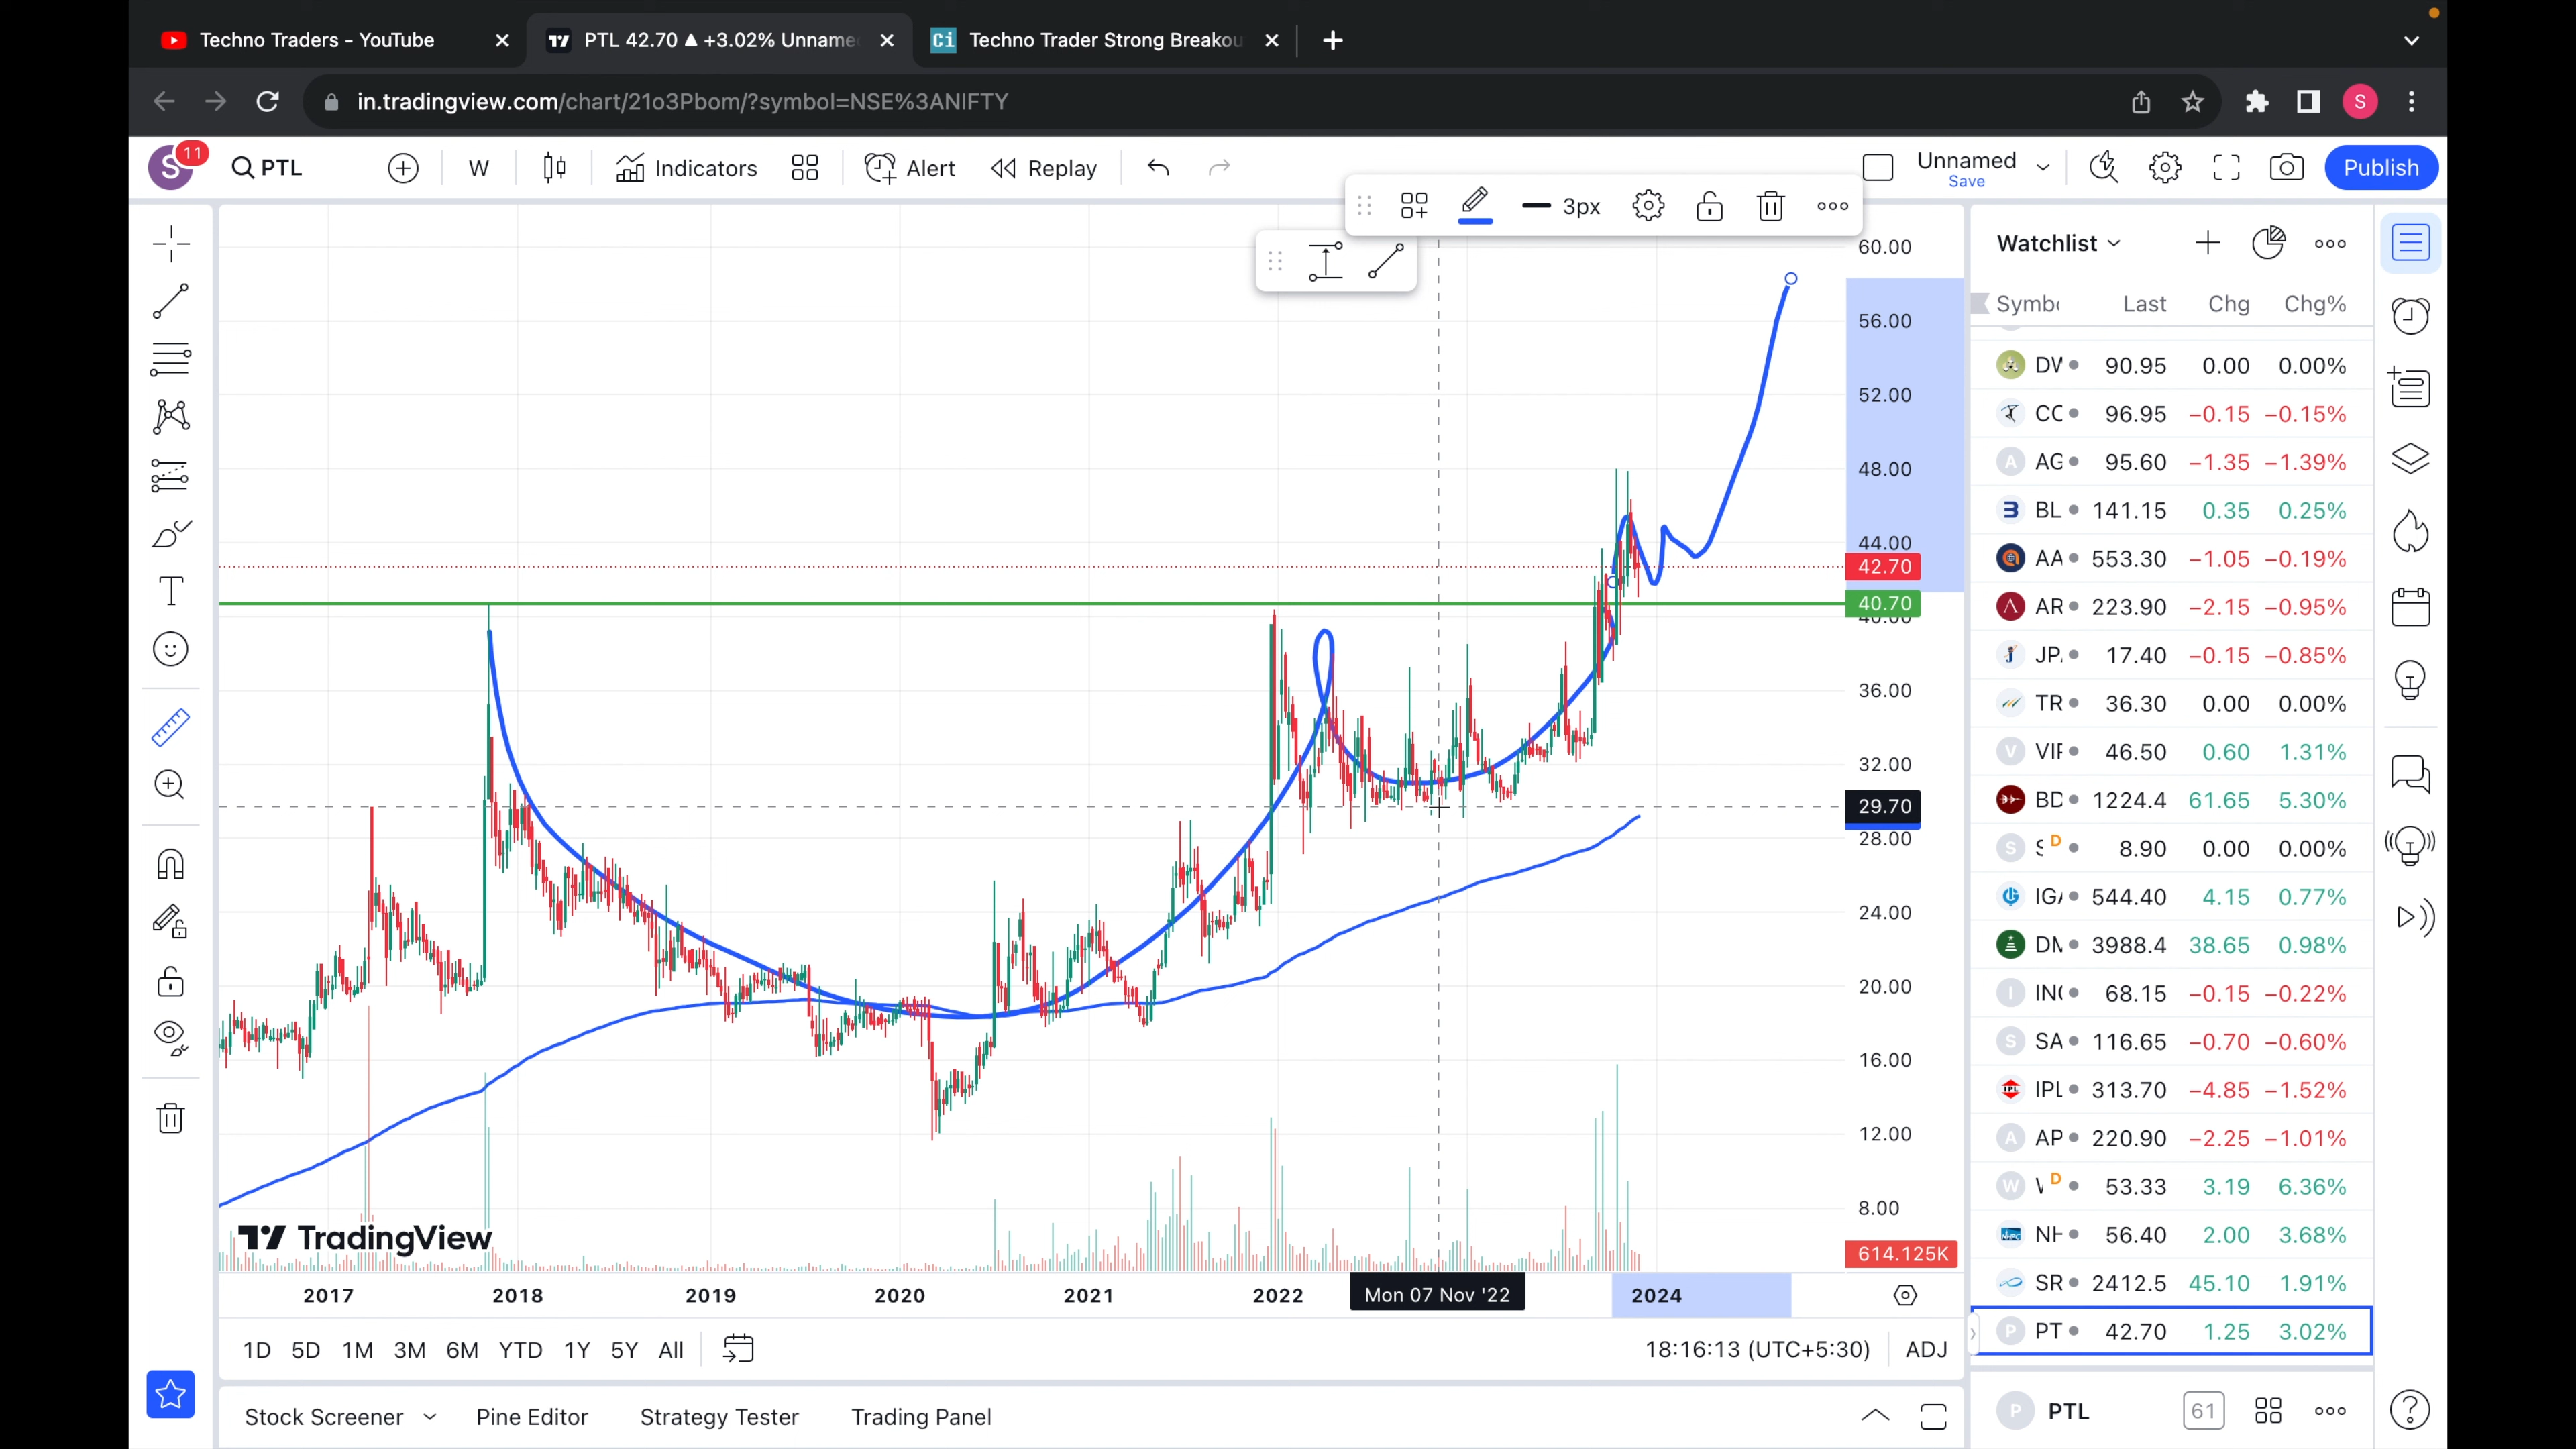 Techno Traders - YouTube
PTL 42.70 ▲ +3.02% Unname
Techno Trader Strong Breakou
in.tradingview.com/chart/21o3Pbom/?symbol=NSE%3ANIFTY
S 11 PTL W Indicators Alert Replay Unnamed Save Publish
3px
60.00
56.00
52.00
48.00
44.00
42.70
40.70
40.00
36.00
32.00
29.70
28.00
24.00
20.00
16.00
12.00
8.00
614.125K
TradingView
2017 2018 2019 2020 2021 2022 Mon 07 Nov '22 2024
1D 5D 1M 3M 6M YTD 1Y 5Y All 18:16:13 (UTC+5:30) ADJ
Stock Screener Pine Editor Strategy Tester Trading Panel
Watchlist
Symb Last Chg Chg%
DV 90.95 0.00 0.00%
CC 96.95 −0.15 −0.15%
A AG 95.60 −1.35 −1.39%
BL 141.15 0.35 0.25%
AA 553.30 −1.05 −0.19%
AR 223.90 −2.15 −0.95%
JP. 17.40 −0.15 −0.85%
TR 36.30 0.00 0.00%
V VIF 46.50 0.60 1.31%
BD 1224.4 61.65 5.30%
S D 8.90 0.00 0.00%
IG 544.40 4.15 0.77%
DM 3988.4 38.65 0.98%
I IN 68.15 −0.15 −0.22%
S SA 116.65 −0.70 −0.60%
IPL IPL 313.70 −4.85 −1.52%
A AP 220.90 −2.25 −1.01%
W D 53.33 3.19 6.36%
NH 56.40 2.00 3.68%
SR 2412.5 45.10 1.91%
P PT 42.70 1.25 3.02%
P PTL 61